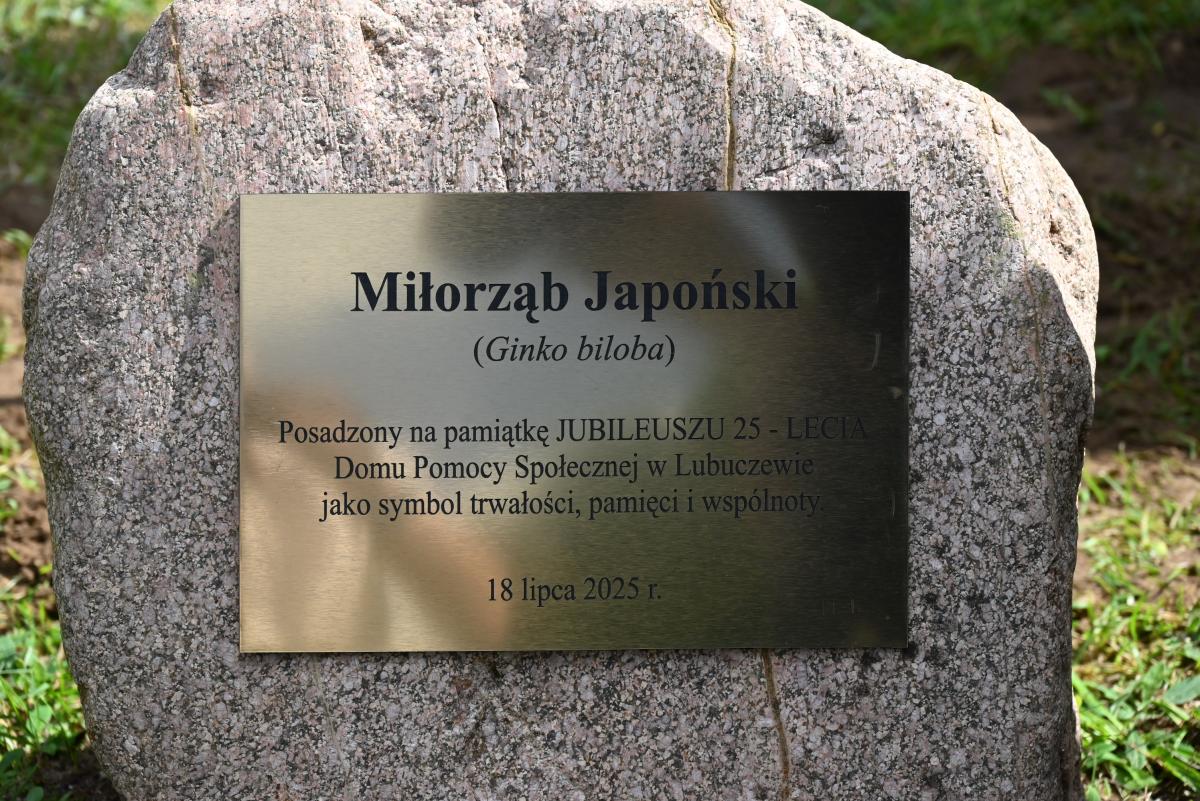 Miłorząb Japoński
(Ginko biloba)
Posadzony na pamiątkę JUBILEUSZU 25 - LECIA
Domu Pomocy Społecznej w Lubuczewie
jako symbol trwałości, pamięci i wspólnoty.
18 lipca 2025 r.